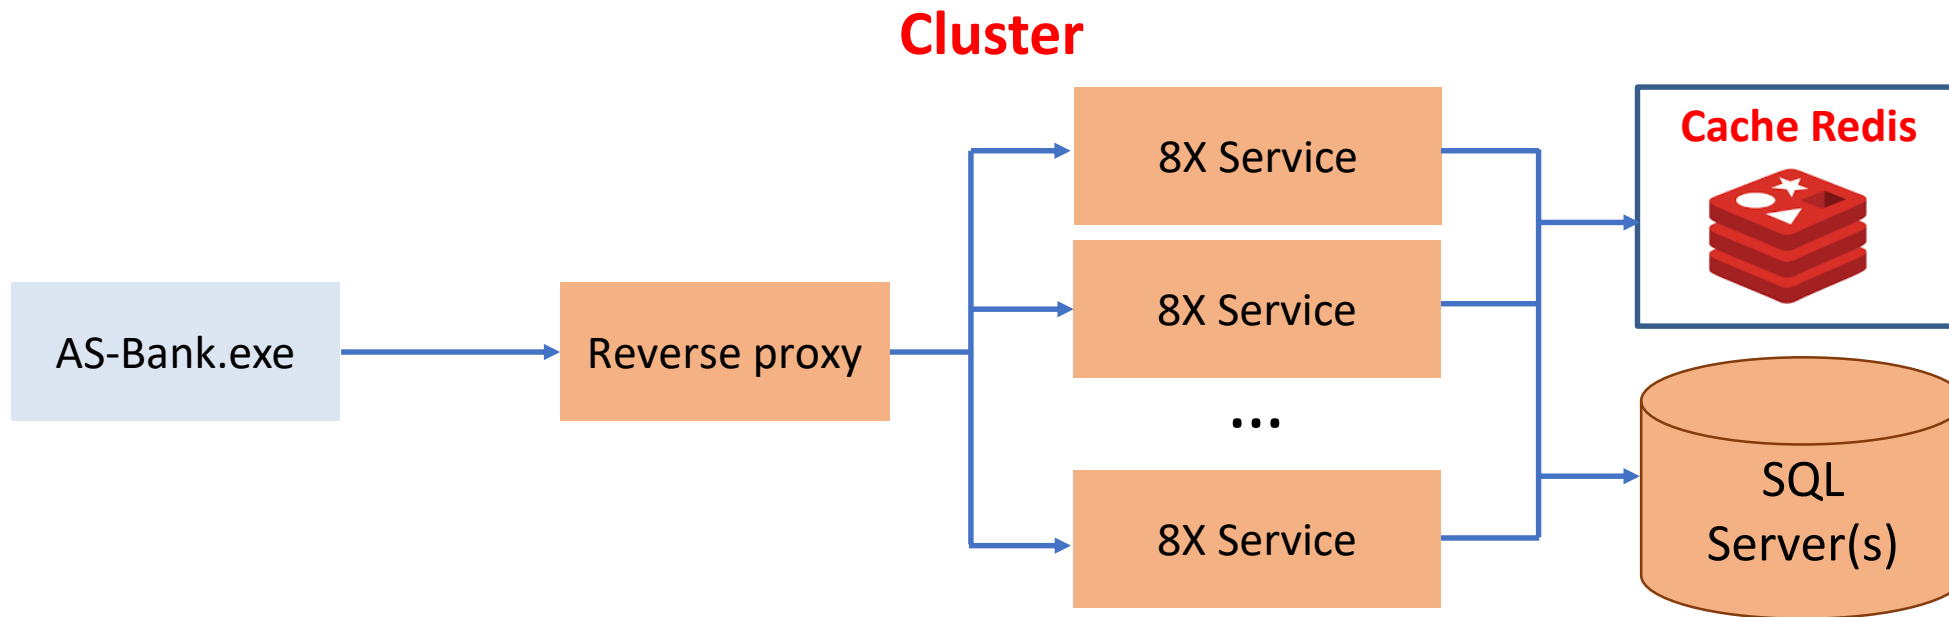 Cluster
AS-Bank.exe
Reverse proxy
8X Service
8X Service
...
8X Service
Cache Redis
SQL
Server(s)